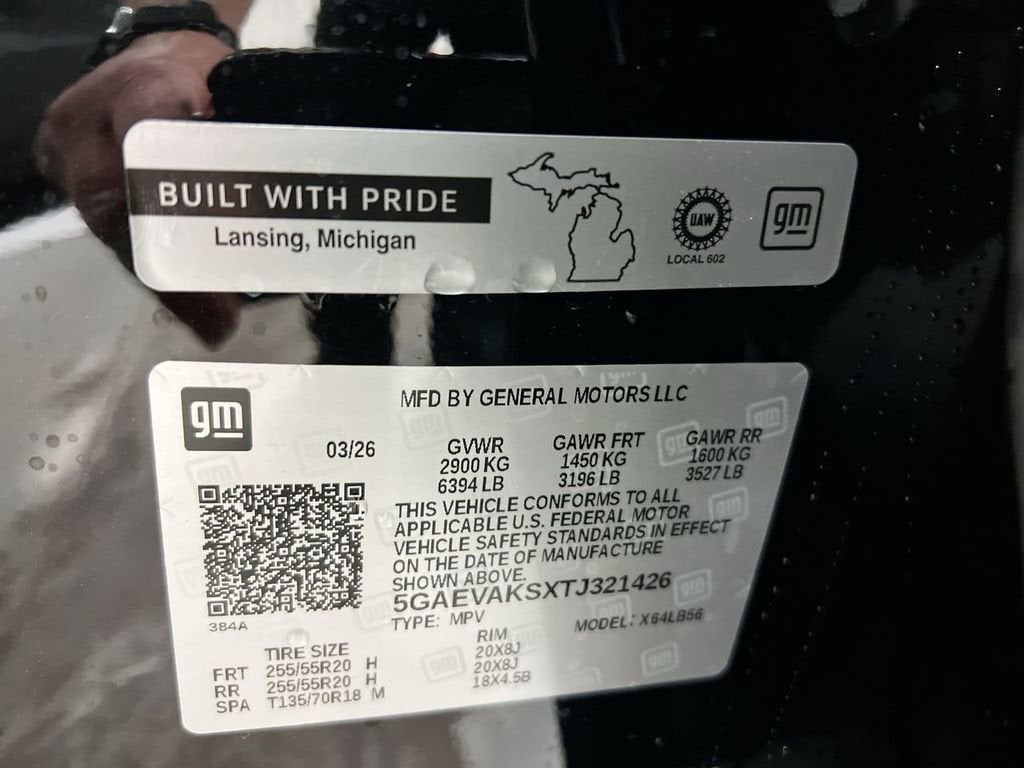 BUILT WITH PRIDE
Lansing, Michigan
UAW
LOCAL 602
gm
gm
MFD BY GENERAL MOTORS LLC
03/26
GVWR GAWR FRT GAWR RR
2900 KG 1450 KG 1600 KG
6394 LB 3196 LB 3527 LB
THIS VEHICLE CONFORMS TO ALL
APPLICABLE U.S. FEDERAL MOTOR
VEHICLE SAFETY STANDARDS IN EFFECT
ON THE DATE OF MANUFACTURE
SHOWN ABOVE.
5GAEVAKSXTJ321426
TYPE: MPV MODEL: X64LB56
384A
TIRE SIZE RIM
FRT 255/55R20 H 20X8J
RR 255/55R20 H 20X8J
SPA T135/70R18 M 18X4.5B